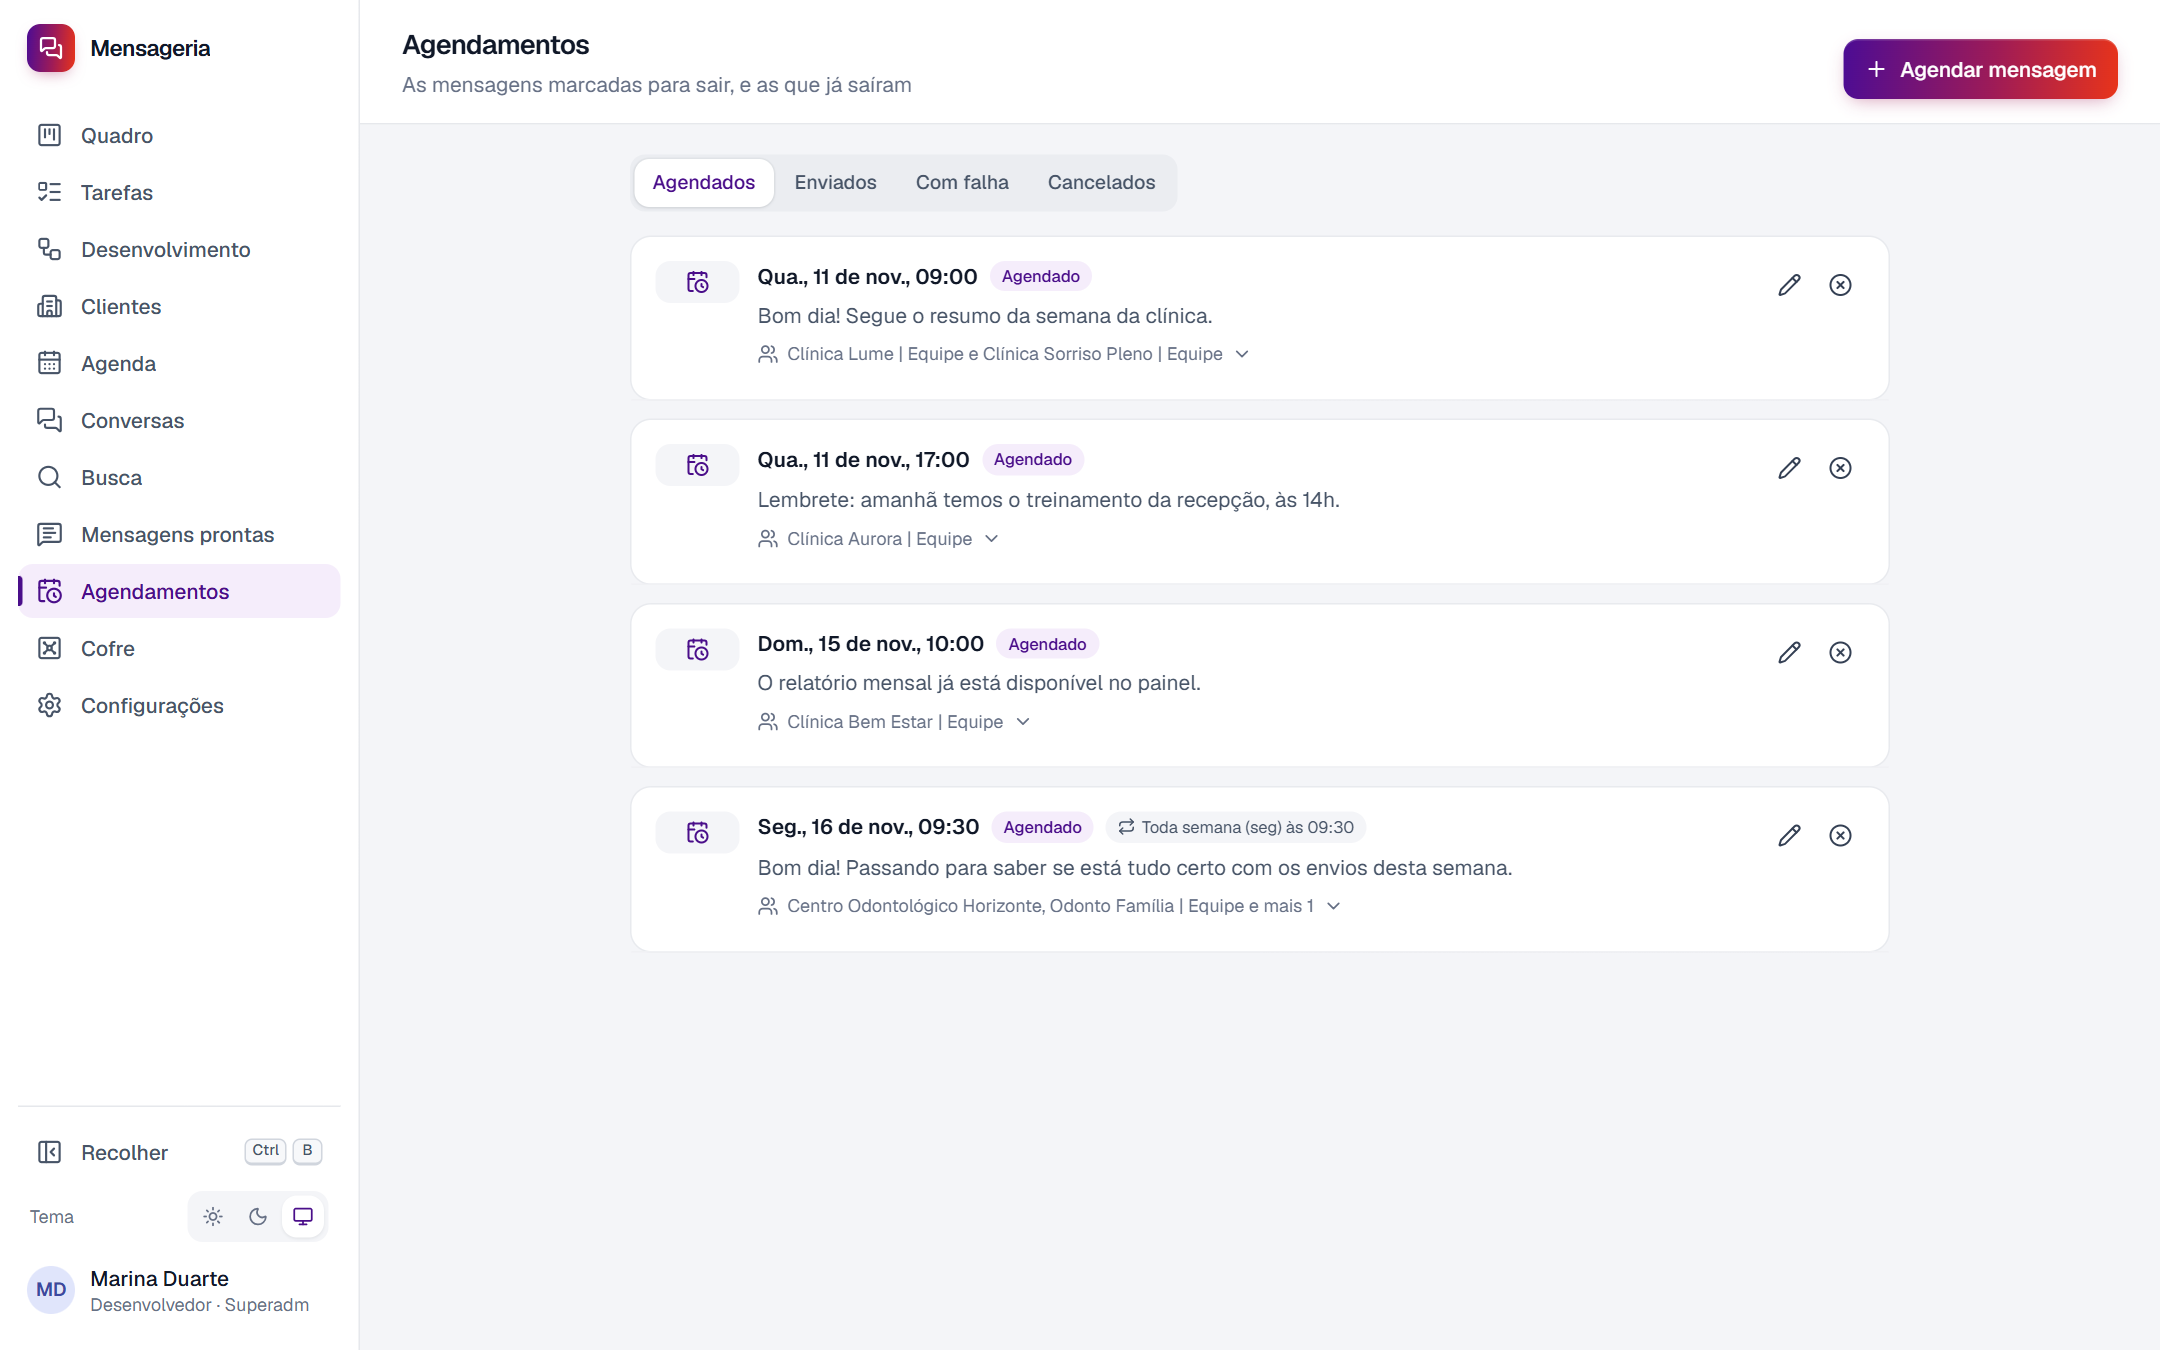 Mensageria
Quadro
Tarefas
Desenvolvimento
Clientes
Agenda
Conversas
Busca
Mensagens prontas
Agendamentos
Cofre
Configurações
Recolher Ctrl B
Tema
MD
Marina Duarte
Desenvolvedor · Superadm
Agendamentos
As mensagens marcadas para sair, e as que já saíram
Agendar mensagem
Agendados Enviados Com falha Cancelados
Qua., 11 de nov., 09:00 Agendado
Bom dia! Segue o resumo da semana da clínica.
Clínica Lume | Equipe e Clínica Sorriso Pleno | Equipe
Qua., 11 de nov., 17:00 Agendado
Lembrete: amanhã temos o treinamento da recepção, às 14h.
Clínica Aurora | Equipe
Dom., 15 de nov., 10:00 Agendado
O relatório mensal já está disponível no painel.
Clínica Bem Estar | Equipe
Seg., 16 de nov., 09:30 Agendado Toda semana (seg) às 09:30
Bom dia! Passando para saber se está tudo certo com os envios desta semana.
Centro Odontológico Horizonte, Odonto Família | Equipe e mais 1